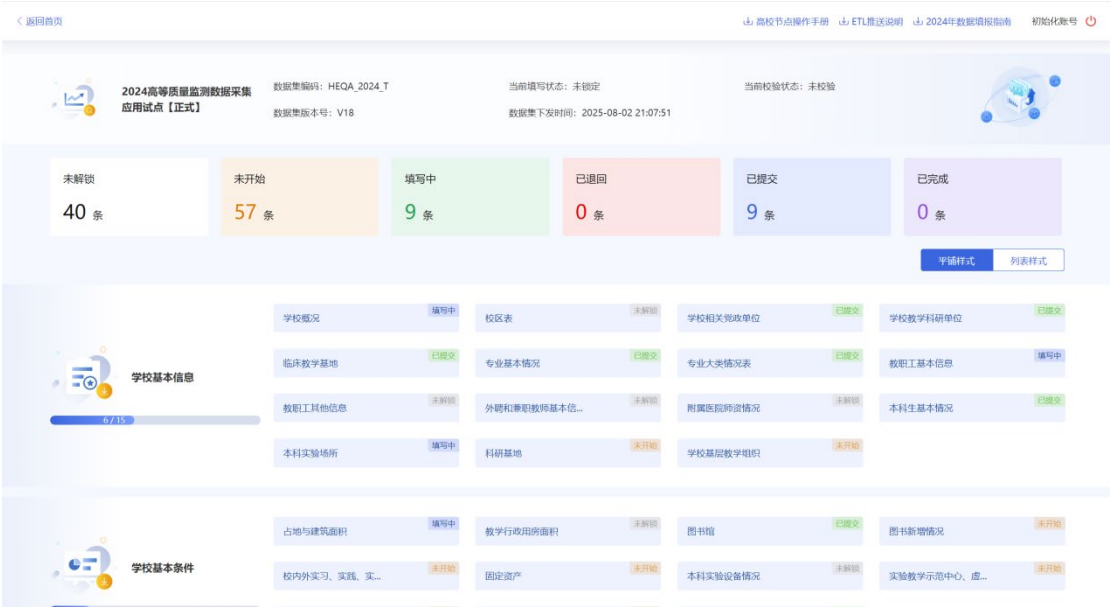 返回首页
高校节点操作手册 ETL推送说明 2024年数据填报指南 初始化账号
2024高等质量监测数据采集应用试点【正式】
数据集编码：HEQA_2024_T
当前填写状态：未锁定
当前校验状态：未校验
数据集版本号：V18
数据集下发时间：2025-08-02 21:07:51
未解锁
40 条
未开始
57 条
填写中
9 条
已退回
0 条
已提交
9 条
已完成
0 条
平铺样式 列表样式
学校基本信息
6 / 15
学校概况 填写中
校区表 未解锁
学校相关党政单位 已提交
学校教学科研单位 已提交
临床教学基地 已提交
专业基本情况 已提交
专业大类情况表 已提交
教职工基本信息 填写中
教职工其他信息 未解锁
外聘和兼职教师基本信... 未解锁
附属医院师资情况 未解锁
本科生基本情况 已提交
本科实验场所 填写中
科研基地 未开始
学校基层教学组织 未开始
学校基本条件
占地与建筑面积 填写中
教学行政用房面积 未解锁
图书馆 已提交
图书新增情况 未开始
校内外实习、实践、实... 未开始
固定资产 未开始
本科实验设备情况 未解锁
实验教学示范中心、虚... 未开始